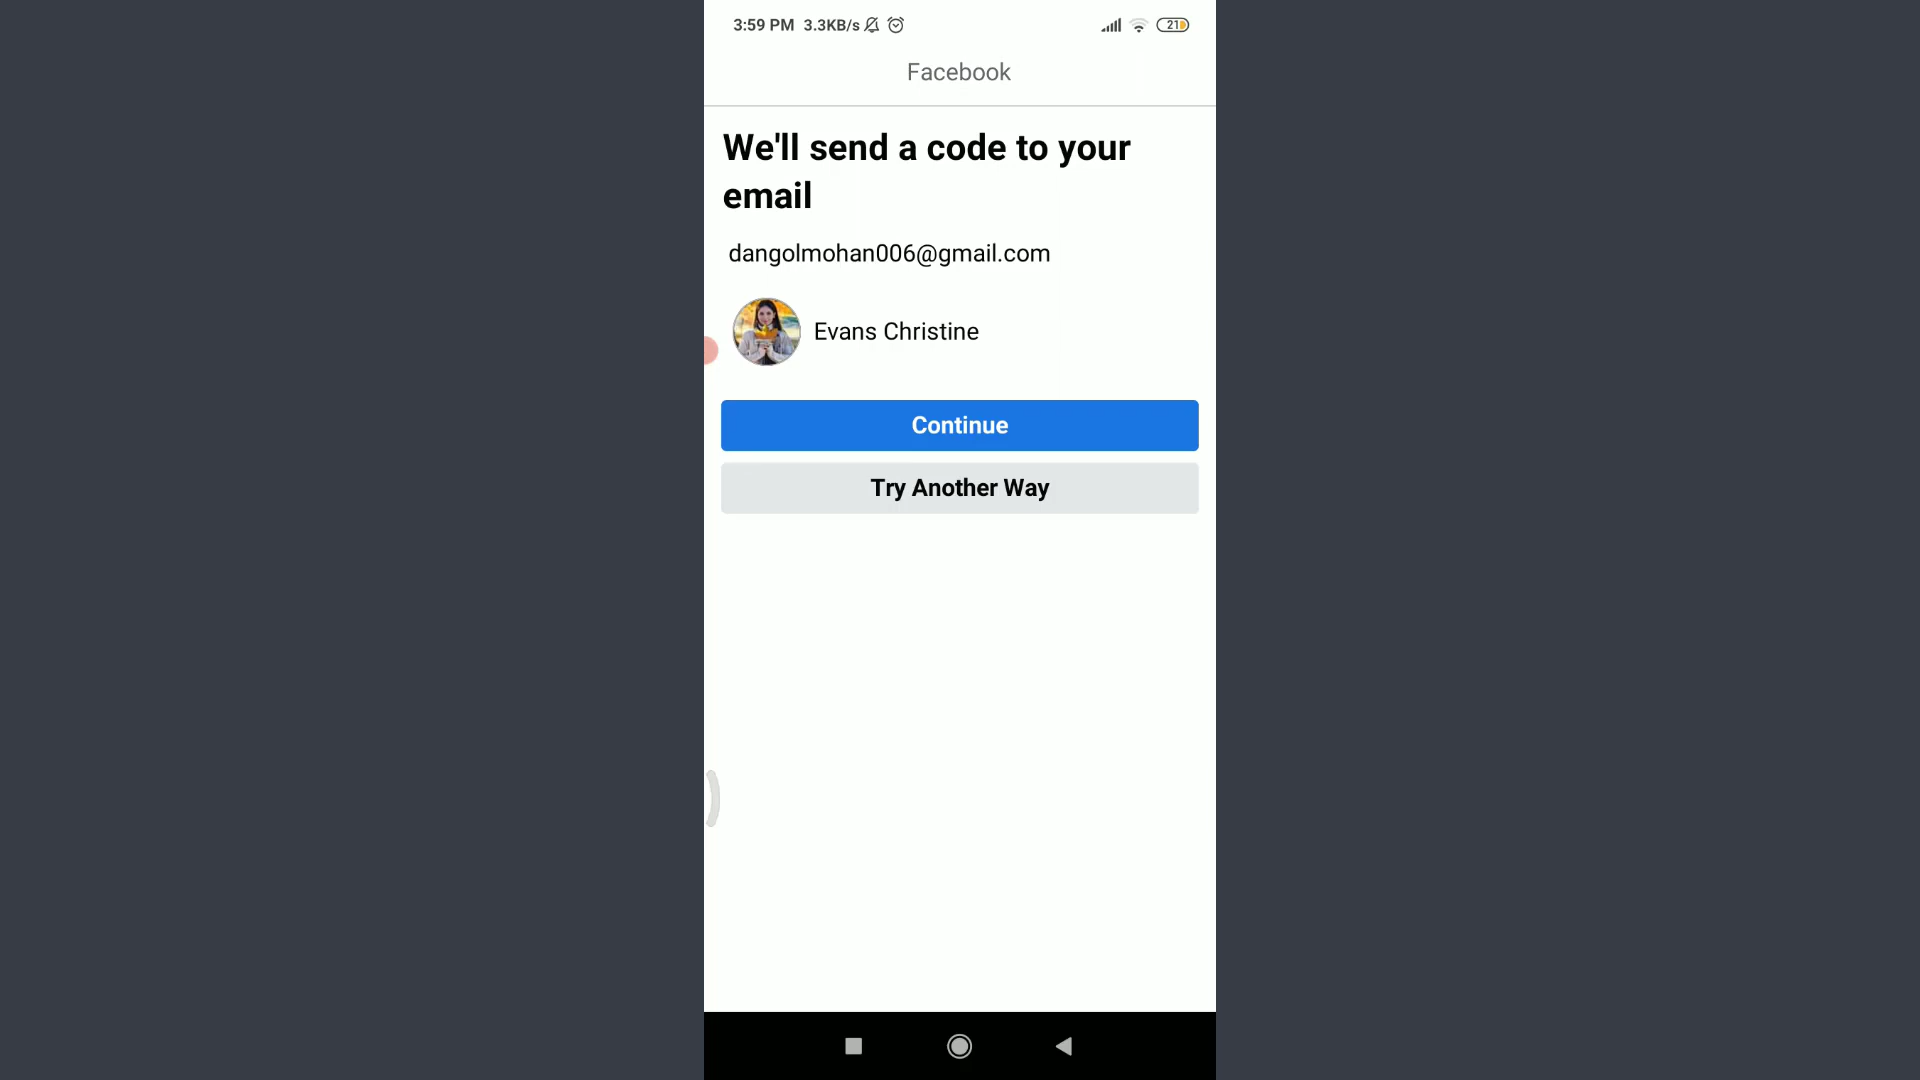 3:59 PM 3.3KB/s
21
Facebook
We'll send a code to your
email
dangolmohan006@gmail.com
Evans Christine
Continue
Try Another Way